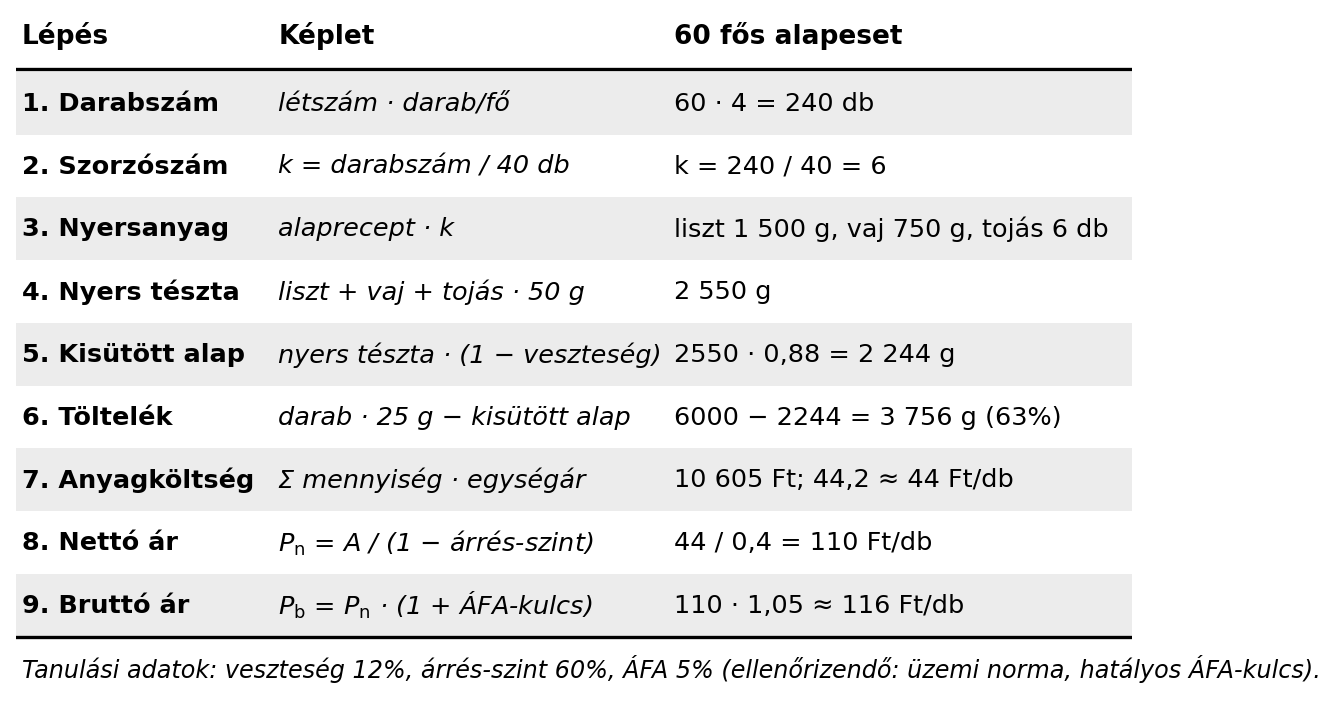 Lépés Képlet 60 fős alapeset
1. Darabszám létszám · darab/fő 60 · 4 = 240 db
2. Szorzószám k = darabszám / 40 db k = 240 / 40 = 6
3. Nyersanyag alaprecept · k liszt 1 500 g, vaj 750 g, tojás 6 db
4. Nyers tészta liszt + vaj + tojás · 50 g 2 550 g
5. Kisütött alap nyers tészta · (1 − veszteség) 2550 · 0,88 = 2 244 g
6. Töltelék darab · 25 g − kisütött alap 6000 − 2244 = 3 756 g (63%)
7. Anyagköltség Σ mennyiség · egységár 10 605 Ft; 44,2 ≈ 44 Ft/db
8. Nettó ár Pn = A / (1 − árrés-szint) 44 / 0,4 = 110 Ft/db
9. Bruttó ár Pb = Pn · (1 + ÁFA-kulcs) 110 · 1,05 ≈ 116 Ft/db
Tanulási adatok: veszteség 12%, árrés-szint 60%, ÁFA 5% (ellenőrizendő: üzemi norma, hatályos ÁFA-kulcs).